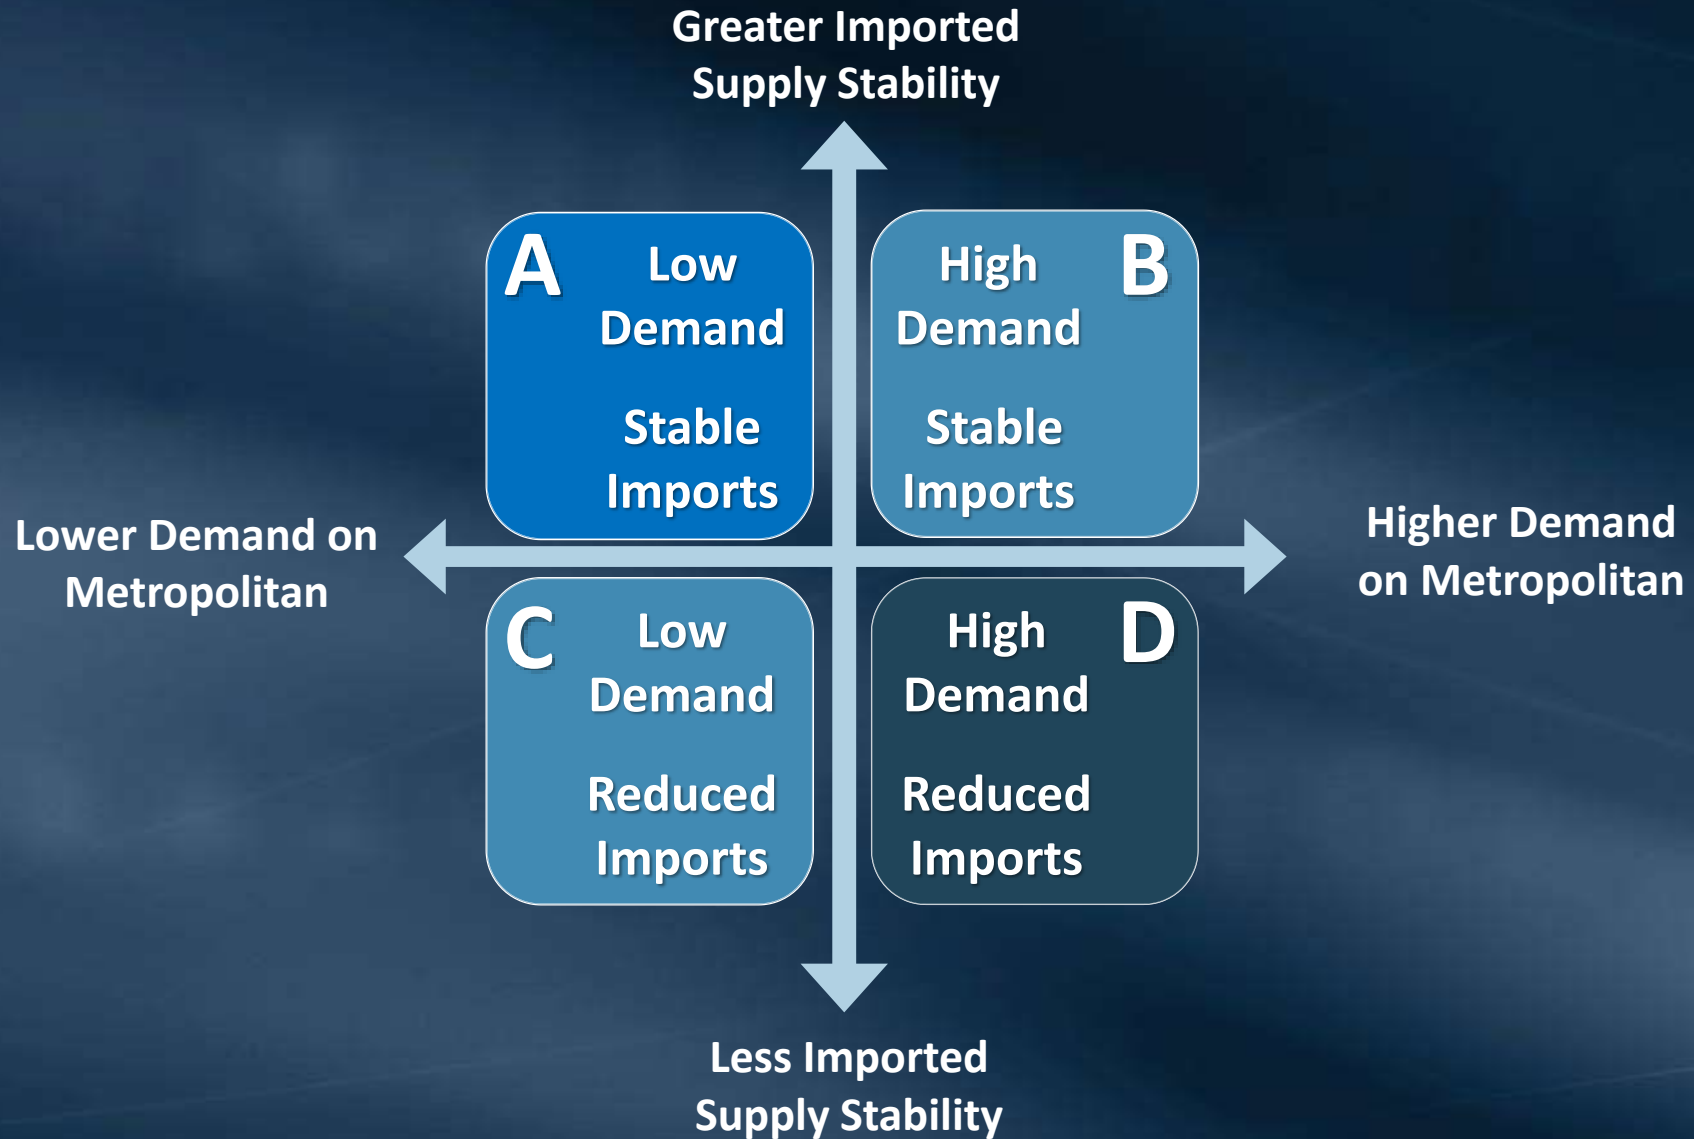 Greater Imported
Supply Stability
A
Low
Demand
Stable
Imports
High
Demand
Stable
Imports
B
Lower Demand on
Metropolitan
Higher Demand
on Metropolitan
C
Low
Demand
Reduced
Imports
High
Demand
Reduced
Imports
D
Less Imported
Supply Stability